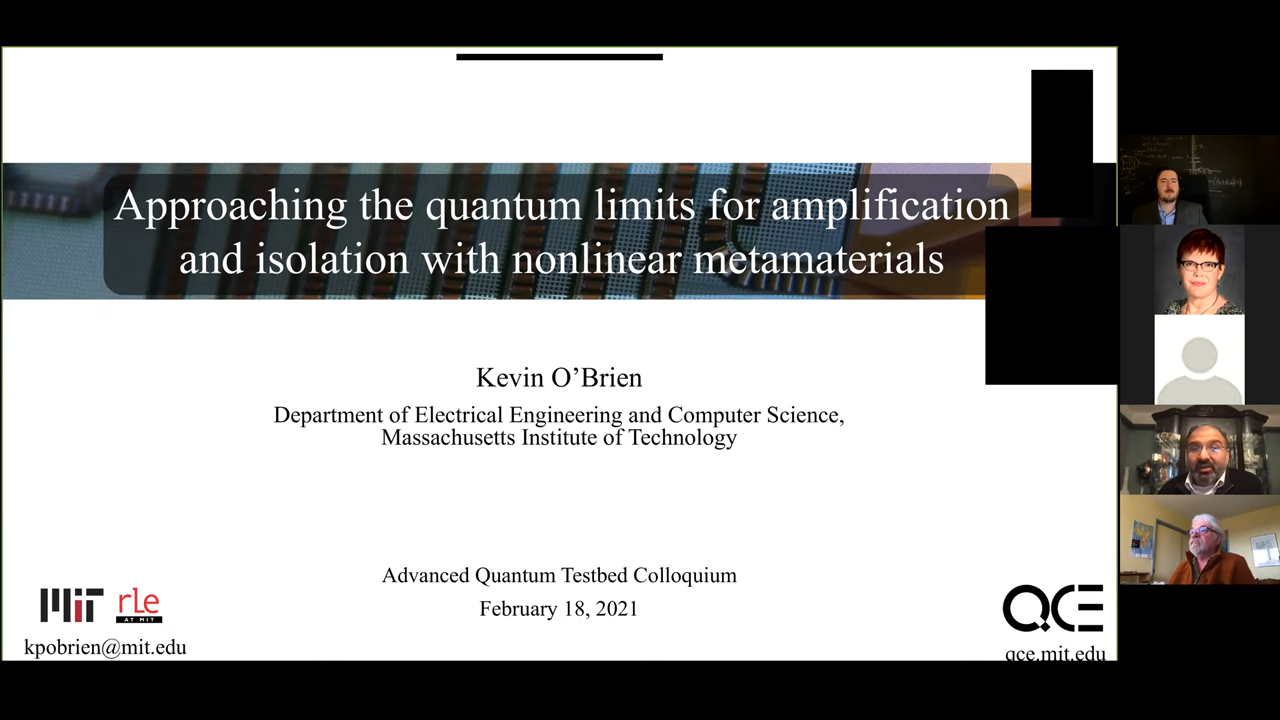 Approaching the quantum limits for amplification
and isolation with nonlinear metamaterials
Kevin O'Brien
Department of Electrical Engineering and Computer Science,
Massachusetts Institute of Technology
Advanced Quantum Testbed Colloquium
February 18, 2021
MIT rle
AT MIT
kpobrien@mit.edu
QCE
qce.mit.edu